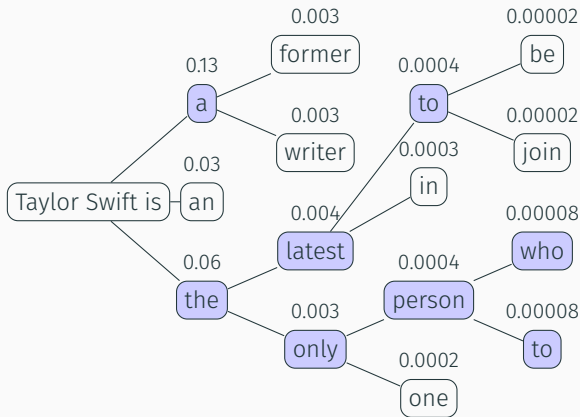 0.003
former
0.13
a
0.003
writer
0.03
Taylor Swift is
an
0.06
the
0.004
latest
0.003
only
0.0004
to
0.0003
in
0.0004
person
0.0002
one
0.00002
be
0.00002
join
0.00008
who
0.00008
to